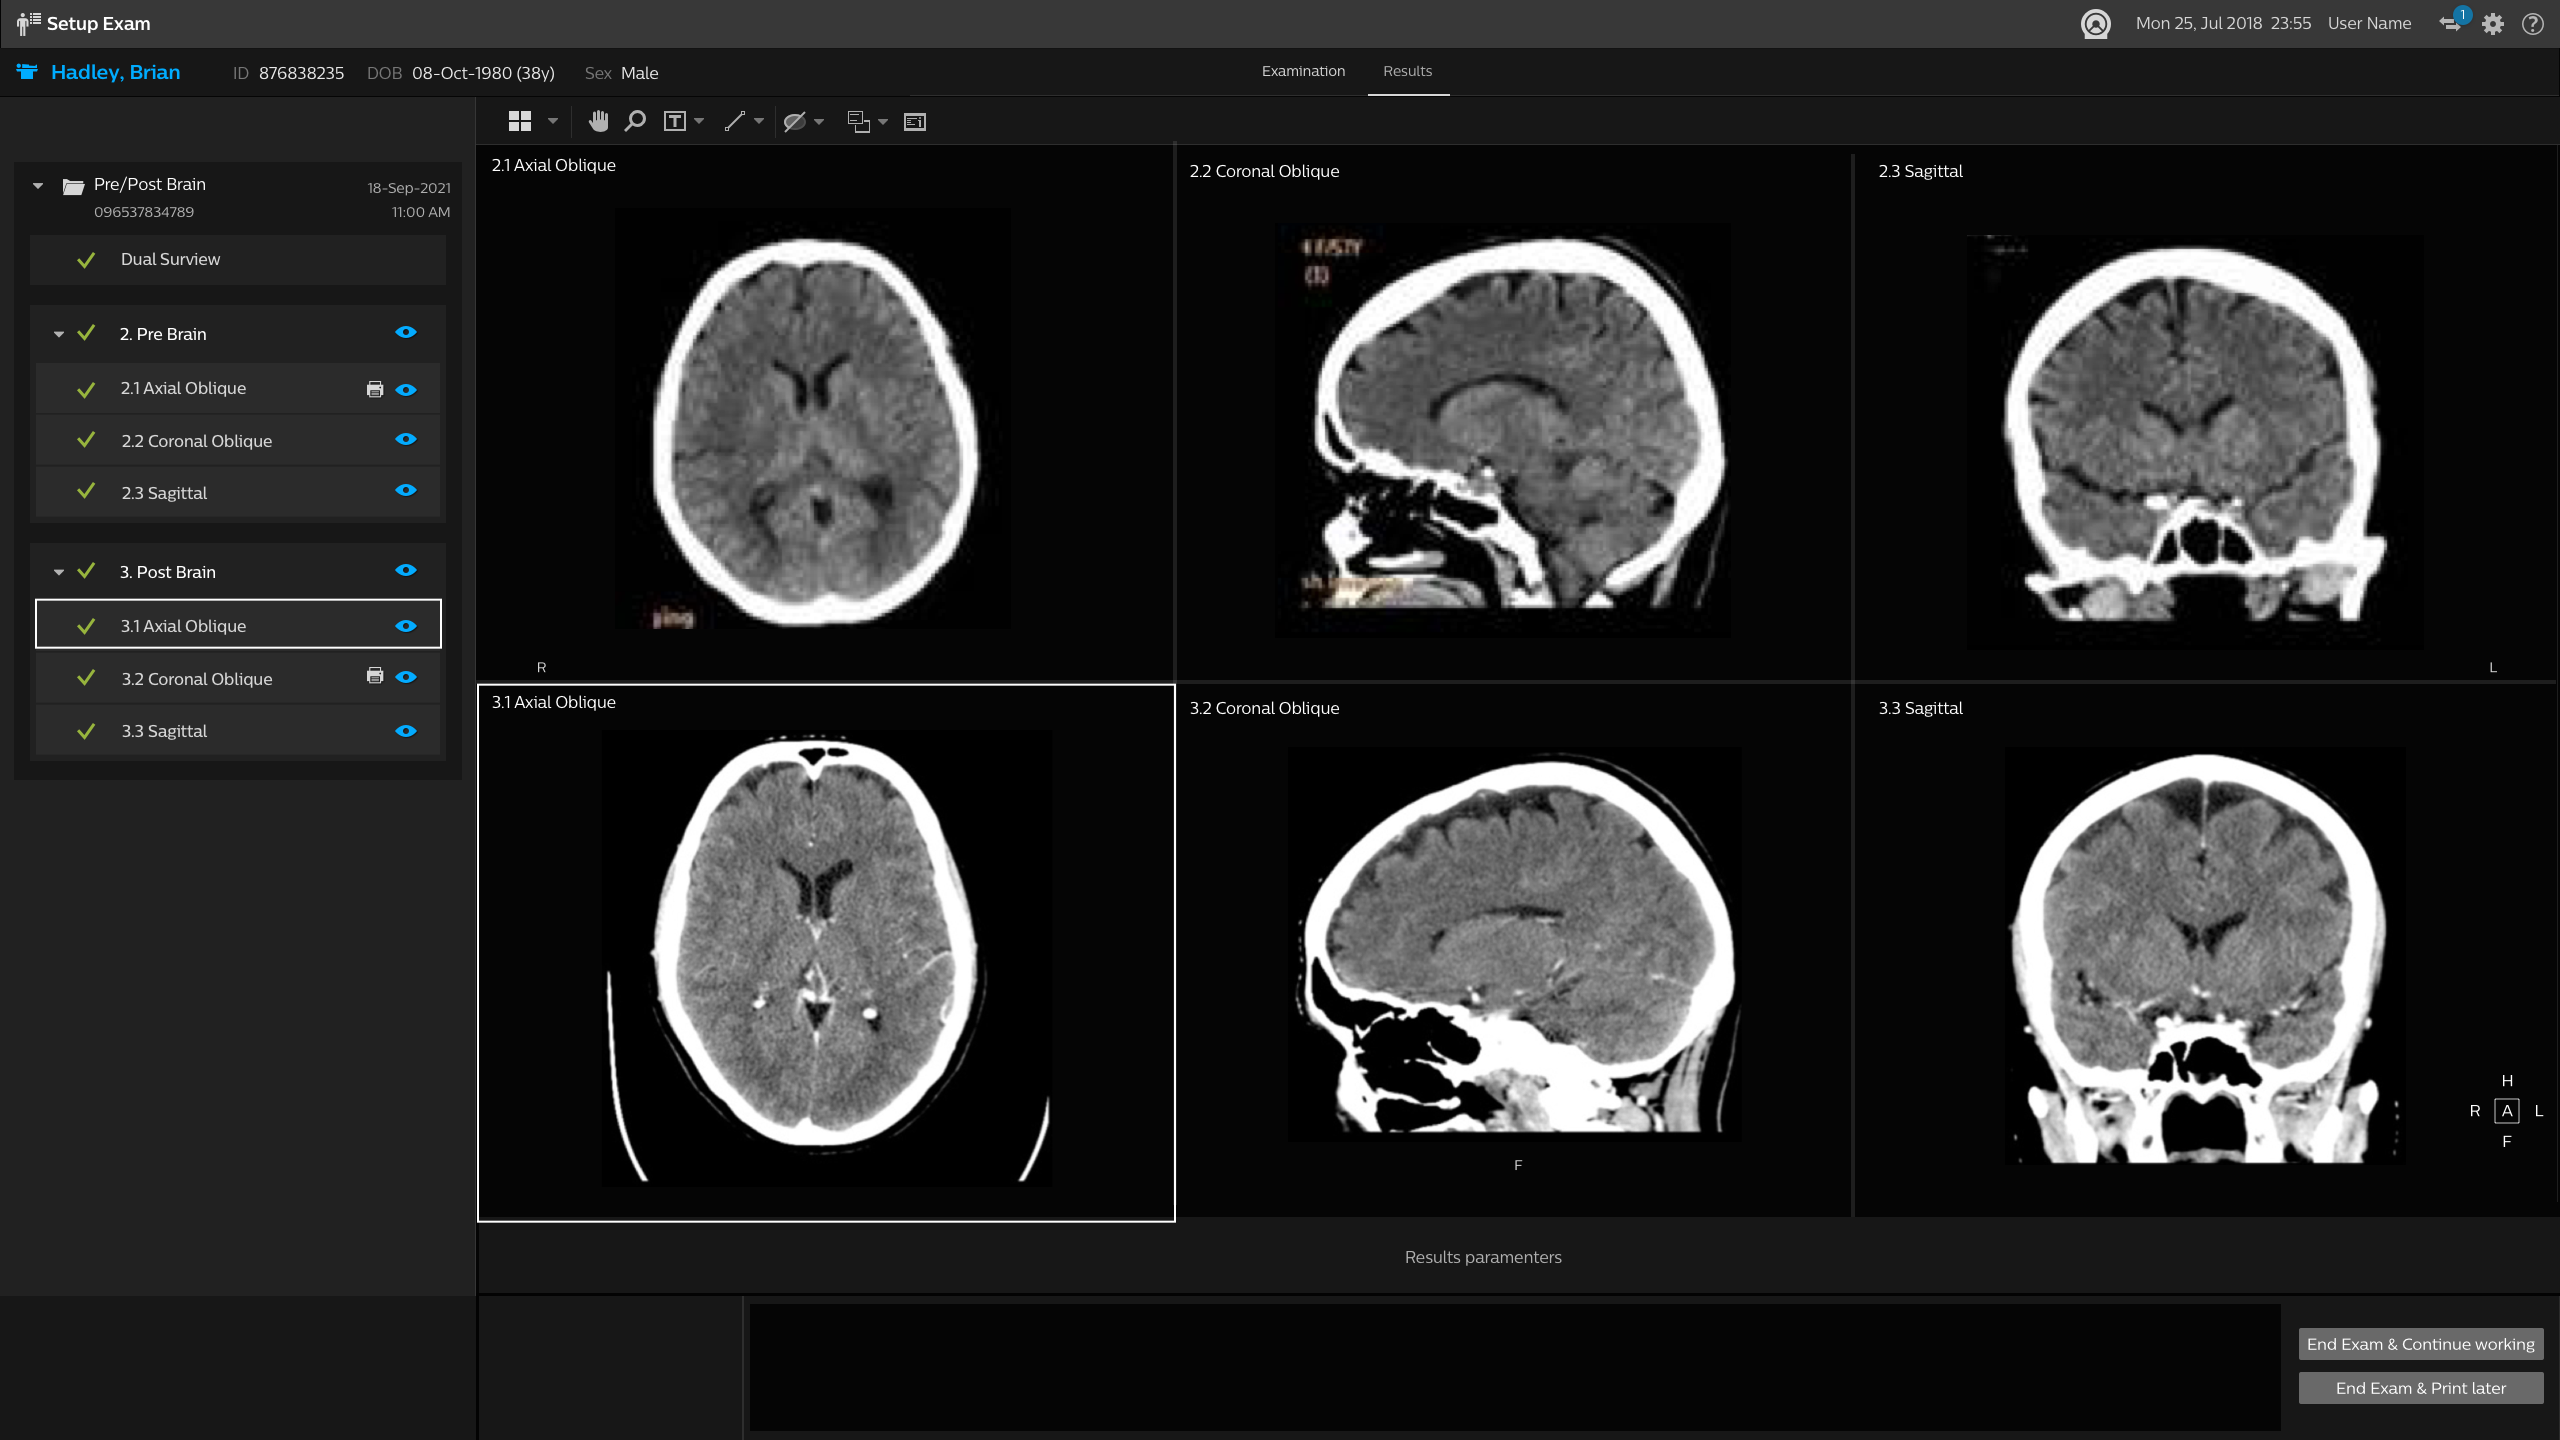 Setup Exam
Mon 25, Jul 2018 23:55 User Name 1
Hadley, Brian ID 876838235 DOB 08-Oct-1980 (38y) Sex Male
Examination Results
T
Pre/Post Brain 18-Sep-2021
096537834789 11:00 AM
Dual Surview
2. Pre Brain
2.1 Axial Oblique
2.2 Coronal Oblique
2.3 Sagittal
3. Post Brain
3.1 Axial Oblique
3.2 Coronal Oblique
3.3 Sagittal
2.1 Axial Oblique
R
2.2 Coronal Oblique
2.3 Sagittal
L
3.1 Axial Oblique
3.2 Coronal Oblique
F
3.3 Sagittal
H
R A L
F
Results paramenters
End Exam & Continue working
End Exam & Print later